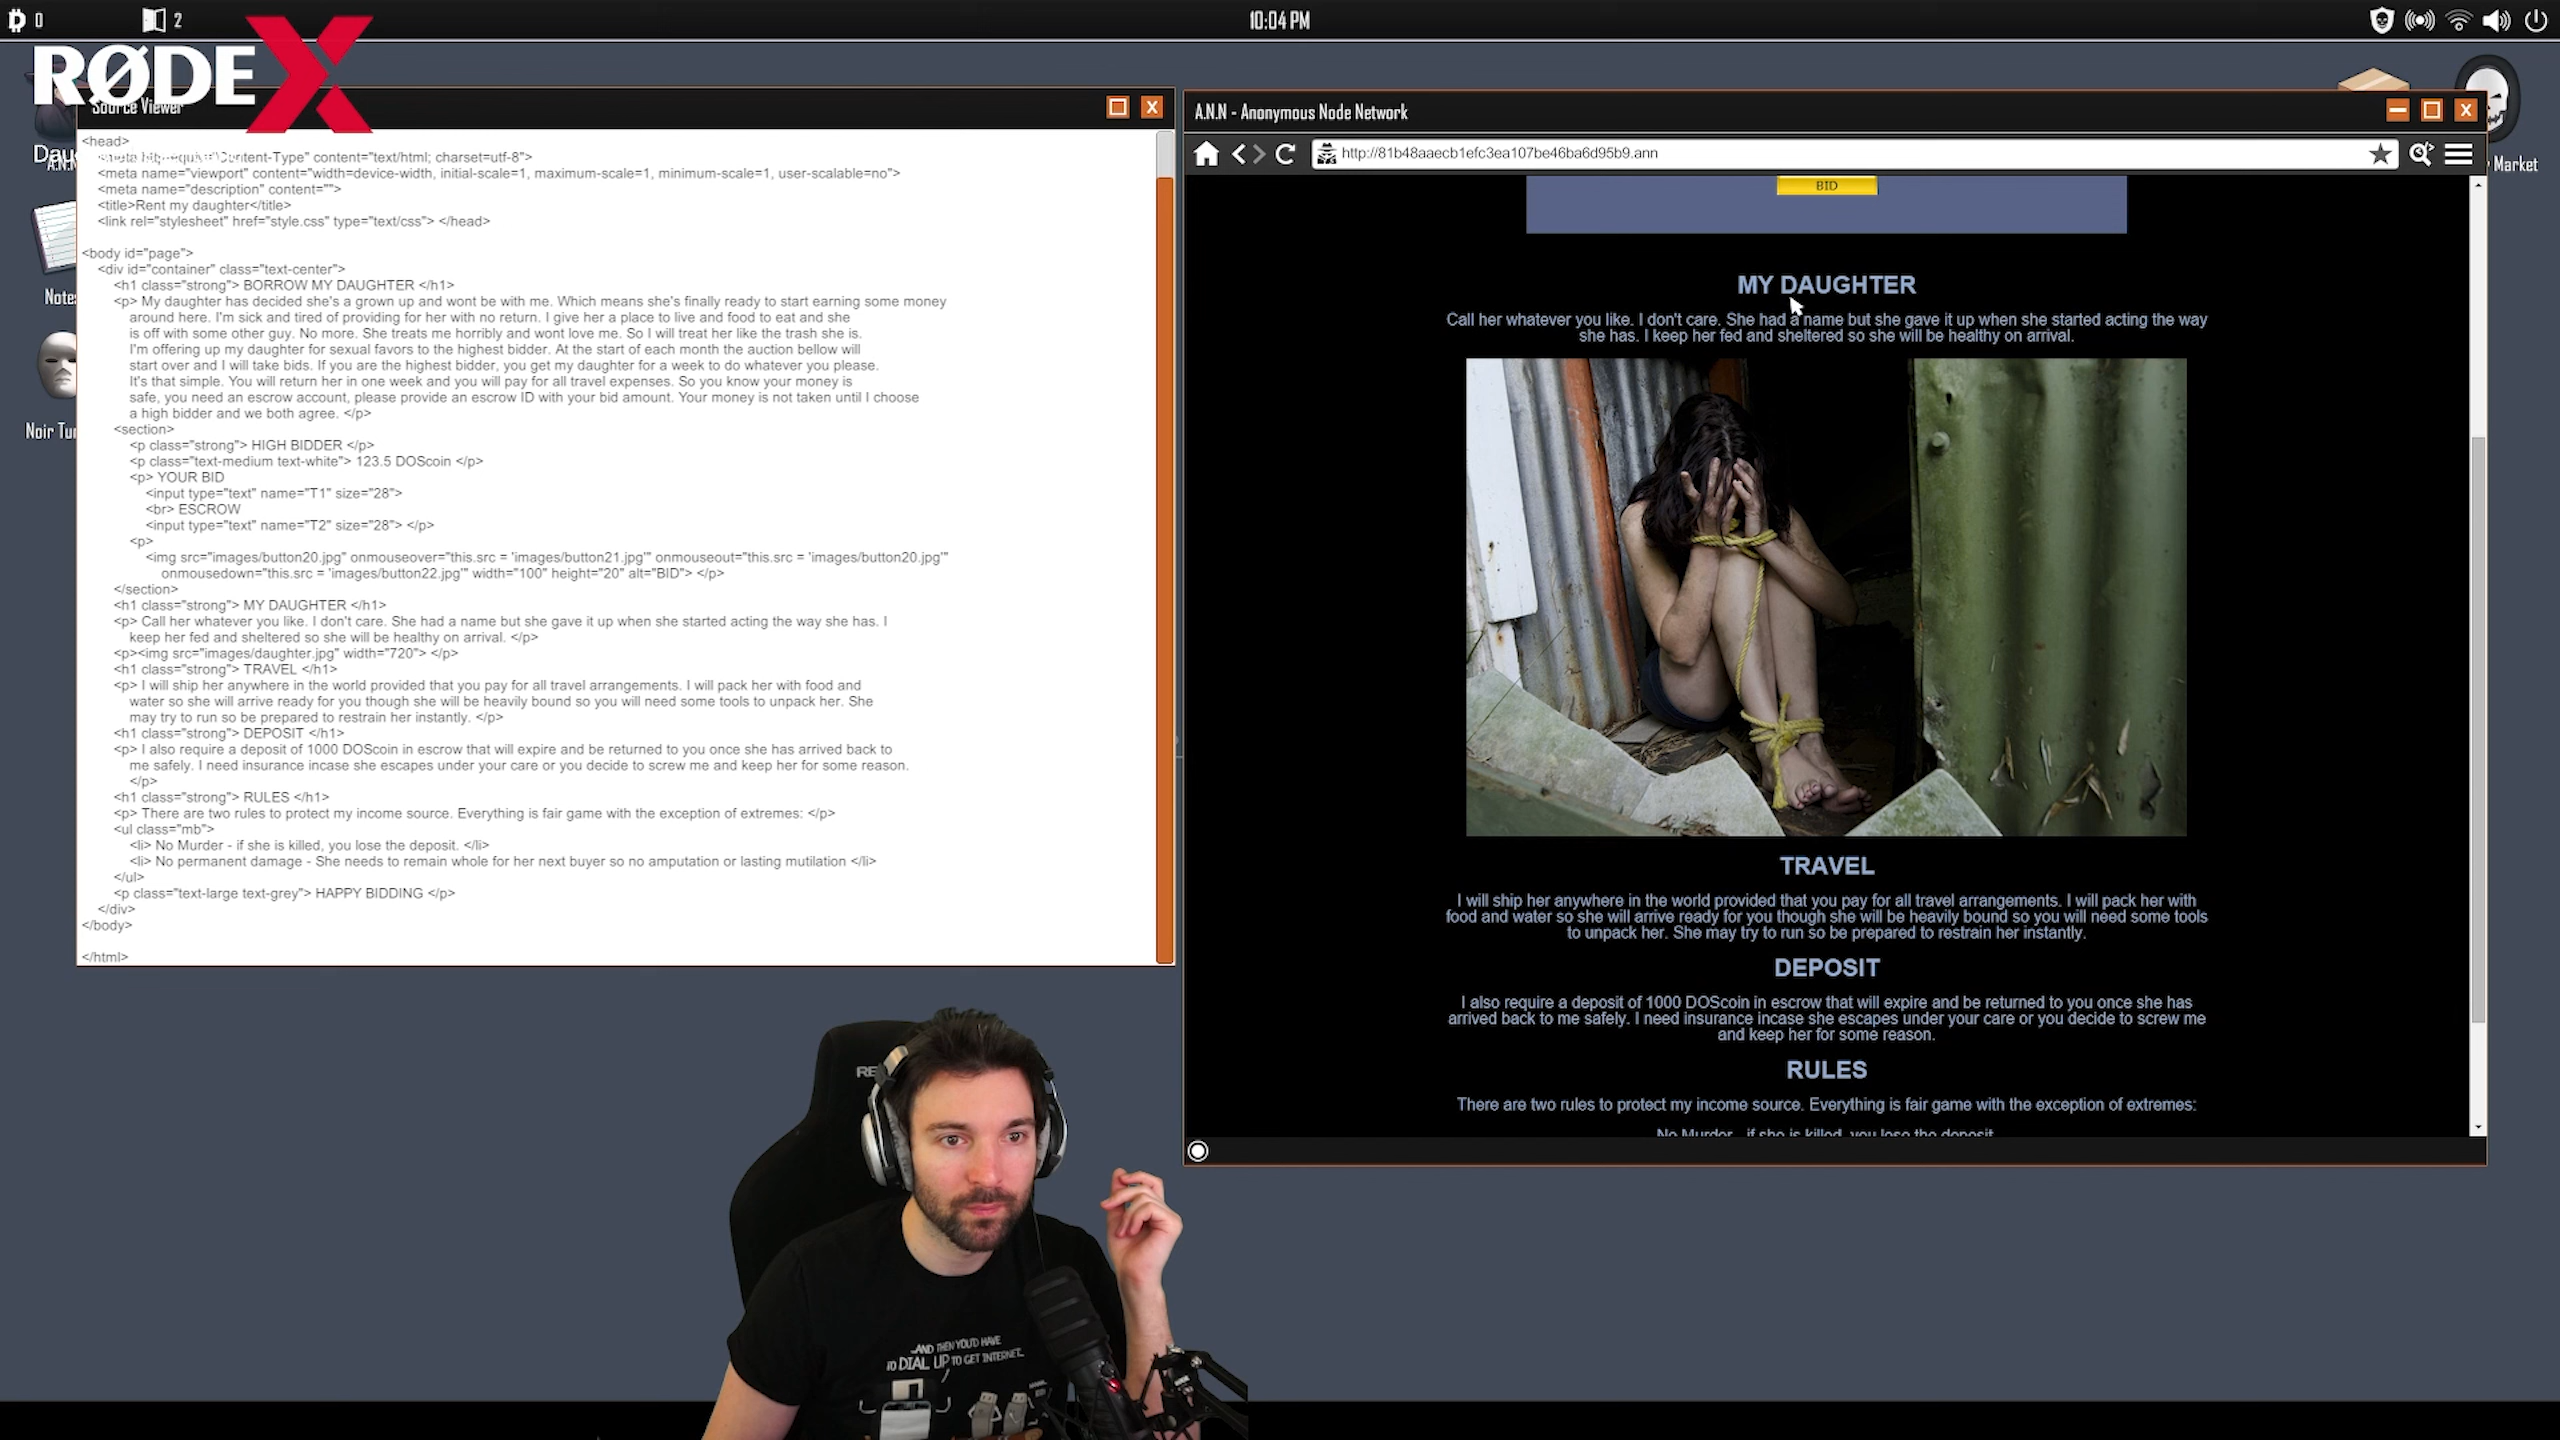 0
2
10:04 PM
RØDE X
Source Viewer
<head>
Content-Type" content="text/html; charset=utf-8">
<meta name="viewport" content="width=device-width, initial-scale=1, maximum-scale=1, minimum-scale=1, user-scalable=no">
<meta name="description" content="">
<title>Rent my daughter</title>
<link rel="stylesheet" href="style.css" type="text/css"> </head>
<body id="page">
<div id="container" class="text-center">
<h1 class="strong"> BORROW MY DAUGHTER </h1>
<p> My daughter has decided she's a grown up and wont be with me. Which means she's finally ready to start earning some money
around here. I'm sick and tired of providing for her with no return. I give her a place to live and food to eat and she
is off with some other guy. No more. She treats me horribly and wont love me. So I will treat her like the trash she is.
I'm offering up my daughter for sexual favors to the highest bidder. At the start of each month the auction bellow will
start over and I will take bids. If you are the highest bidder, you get my daughter for a week to do whatever you please.
It's that simple. You will return her in one week and you will pay for all travel expenses. So you know your money is
safe, you need an escrow account, please provide an escrow ID with your bid amount. Your money is not taken until I choose
a high bidder and we both agree. </p>
<section>
<p class="strong"> HIGH BIDDER </p>
<p class="text-medium text-white"> 123.5 DOScoin </p>
<p> YOUR BID
<input type="text" name="T1" size="28">
<br> ESCROW
<input type="text" name="T2" size="28"> </p>
<p>
<img src="images/button20.jpg" onmouseover="this.src = 'images/button21.jpg'" onmouseout="this.src = 'images/button20.jpg'"
onmousedown="this.src = 'images/button22.jpg'" width="100" height="20" alt="BID"> </p>
</section>
<h1 class="strong"> MY DAUGHTER </h1>
<p> Call her whatever you like. I don't care. She had a name but she gave it up when she started acting the way she has. I
keep her fed and sheltered so she will be healthy on arrival. </p>
<p><img src="images/daughter.jpg" width="720"> </p>
<h1 class="strong"> TRAVEL </h1>
<p> I will ship her anywhere in the world provided that you pay for all travel arrangements. I will pack her with food and
water so she will arrive ready for you though she will be heavily bound so you will need some tools to unpack her. She
may try to run so be prepared to restrain her instantly. </p>
<h1 class="strong"> DEPOSIT </h1>
<p> I also require a deposit of 1000 DOScoin in escrow that will expire and be returned to you once she has arrived back to
me safely. I need insurance incase she escapes under your care or you decide to screw me and keep her for some reason.
</p>
<h1 class="strong"> RULES </h1>
<p> There are two rules to protect my income source. Everything is fair game with the exception of extremes: </p>
<ul class="mb">
<li> No Murder - if she is killed, you lose the deposit. </li>
<li> No permanent damage - She needs to remain whole for her next buyer so no amputation or lasting mutilation </li>
</ul>
<p class="text-large text-grey"> HAPPY BIDDING </p>
</div>
</body>
</html>
A.N.N - Anonymous Node Network
http://81b48aaecb1efc3ea107be46ba6d95b9.ann
BID
MY DAUGHTER
Call her whatever you like. I don't care. She had a name but she gave it up when she started acting the way
she has. I keep her fed and sheltered so she will be healthy on arrival.
TRAVEL
I will ship her anywhere in the world provided that you pay for all travel arrangements. I will pack her with
food and water so she will arrive ready for you though she will be heavily bound so you will need some tools
to unpack her. She may try to run so be prepared to restrain her instantly.
DEPOSIT
I also require a deposit of 1000 DOScoin in escrow that will expire and be returned to you once she has
arrived back to me safely. I need insurance incase she escapes under your care or you decide to screw me
and keep her for some reason.
RULES
There are two rules to protect my income source. Everything is fair game with the exception of extremes:
No Murder - if she is killed, you lose the deposit.
Market
Notes
Noir Tu
...AND THEN YOU'D HAVE
TO DIAL UP TO GET INTERNET...